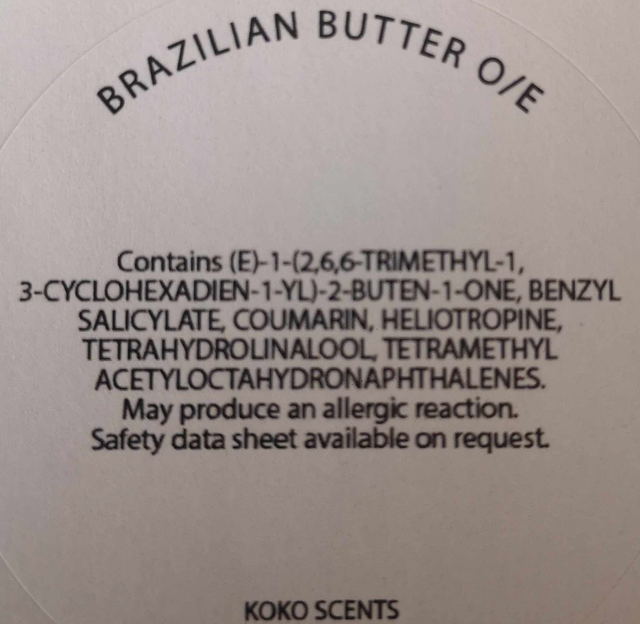 BRAZILIAN BUTTER O/E
Contains (E)-1-(2,6,6-TRIMETHYL-1,
3-CYCLOHEXADIEN-1-YL)-2-BUTEN-1-ONE, BENZYL
SALICYLATE, COUMARIN, HELIOTROPINE,
TETRAHYDROLINALOOL, TETRAMETHYL
ACETYLOCTAHYDRONAPHTHALENES.
May produce an allergic reaction.
Safety data sheet available on request.
KOKO SCENTS